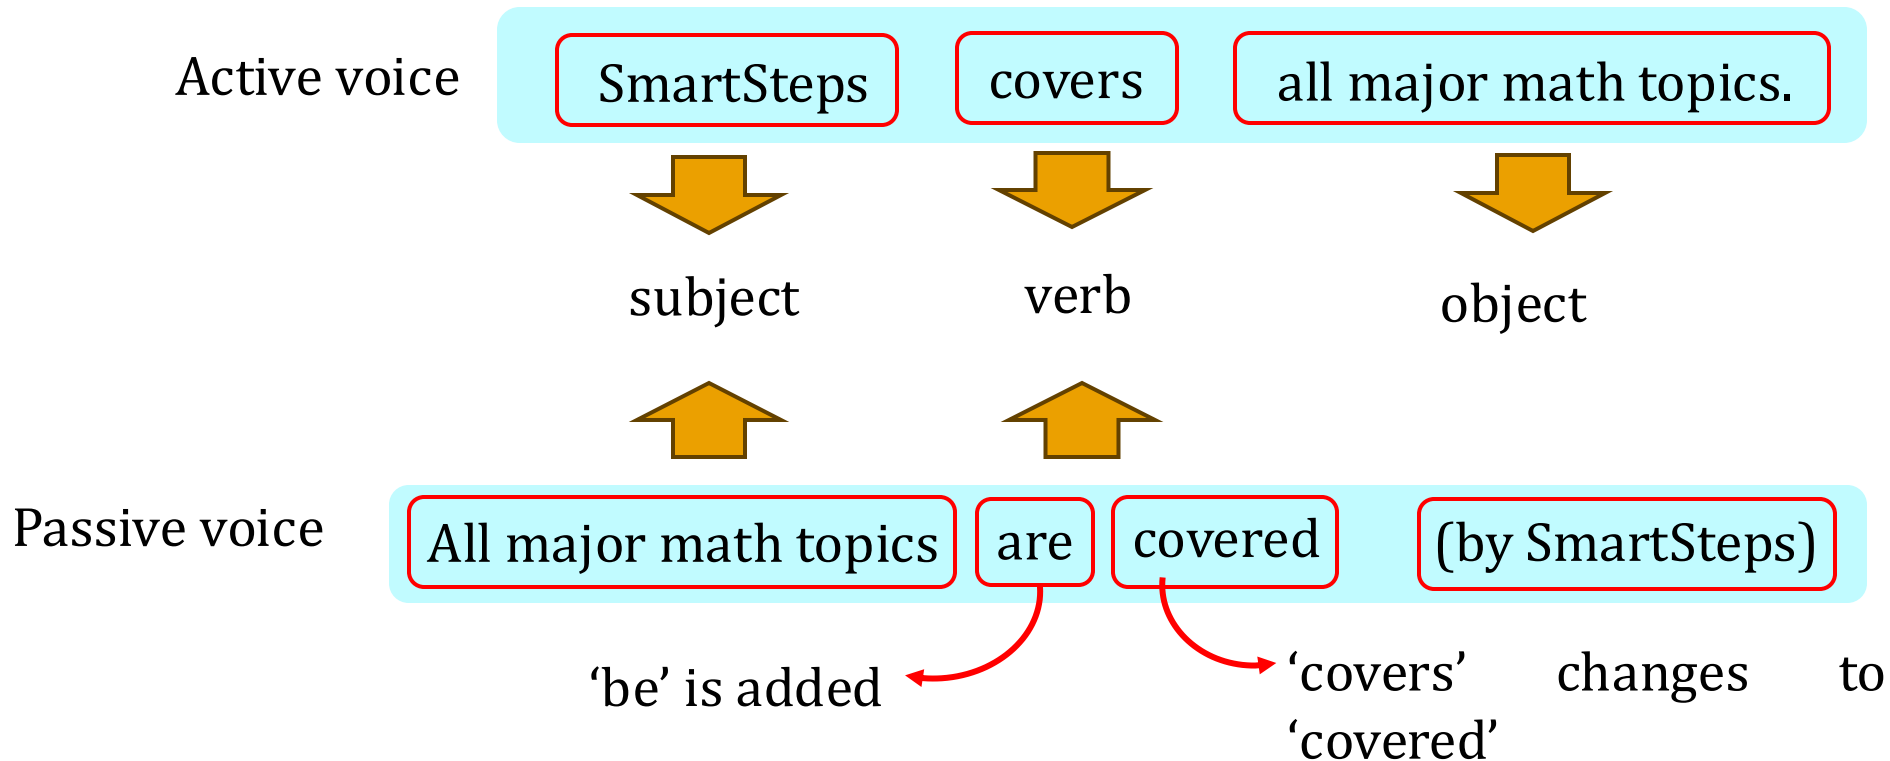 Active voice SmartSteps covers all major math topics.
subject verb object
Passive voice All major math topics are covered (by SmartSteps)
‘be’ is added ‘covers’ changes to
‘covered’